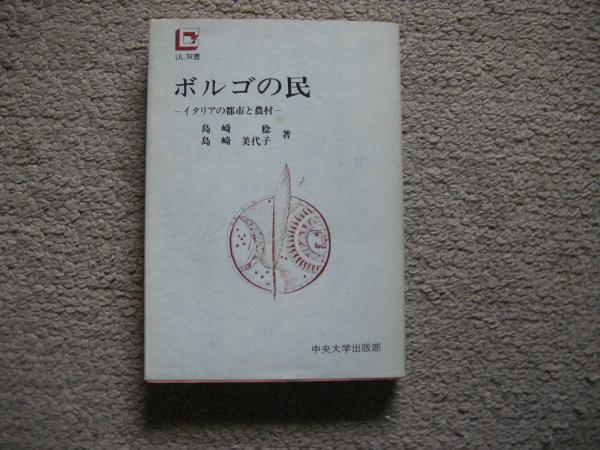 UL双書
ボルゴの民
―イタリアの都市と農村―
島崎 稔
島崎 美代子 著
中央大学出版部